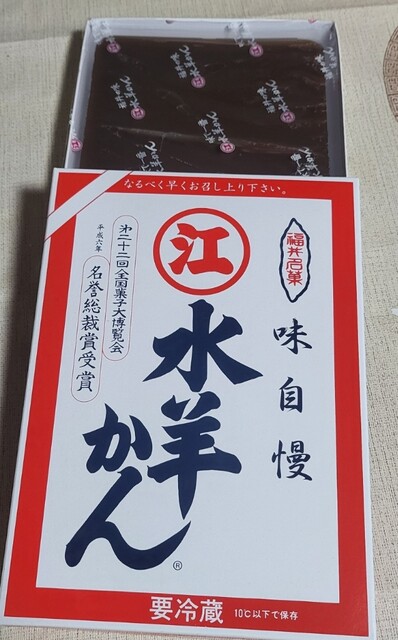 なるべく早くお召し上り下さい。
福井名菓
味自慢
江
水羊かん®
第二十二回全国菓子大博覧会
平成六年
名誉総裁賞受賞
要冷蔵 10℃以下で保存